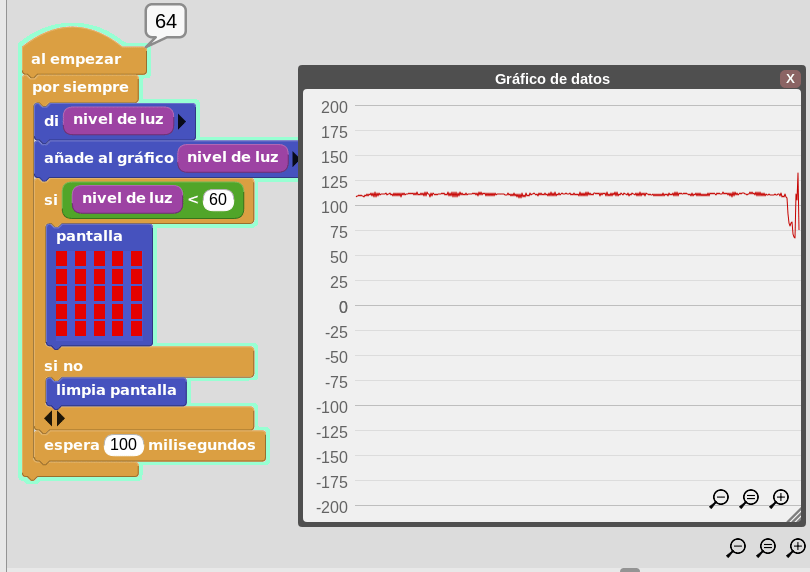 64
al empezar
por siempre
di nivel de luz
añade al gráfico nivel de luz
si nivel de luz < 60
pantalla
si no
limpia pantalla
espera 100 milisegundos
Gráfico de datos X
200
175
150
125
100
75
50
25
0
-25
-50
-75
-100
-125
-150
-175
-200